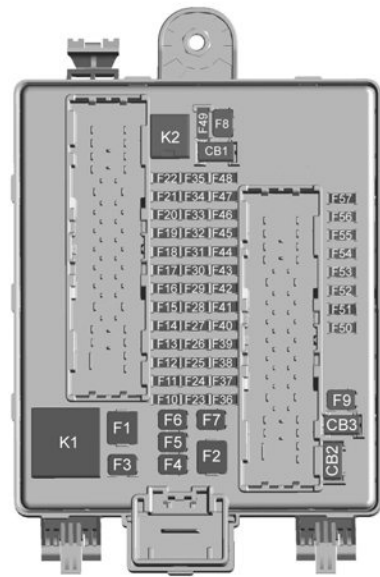 K2 F49 F8
CB1
F22 F35 F48
F21 F34 F47 F57
F20 F33 F46 F56
F19 F32 F45 F55
F18 F31 F44 F54
F17 F30 F43 F53
F16 F29 F42 F52
F15 F28 F41 F51
F14 F27 F40 F50
F13 F26 F39
F12 F25 F38
F11 F24 F37
F10 F23 F36
F9
K1 F1 F6 F7 CB3
F5
F3 F4 F2 CB2